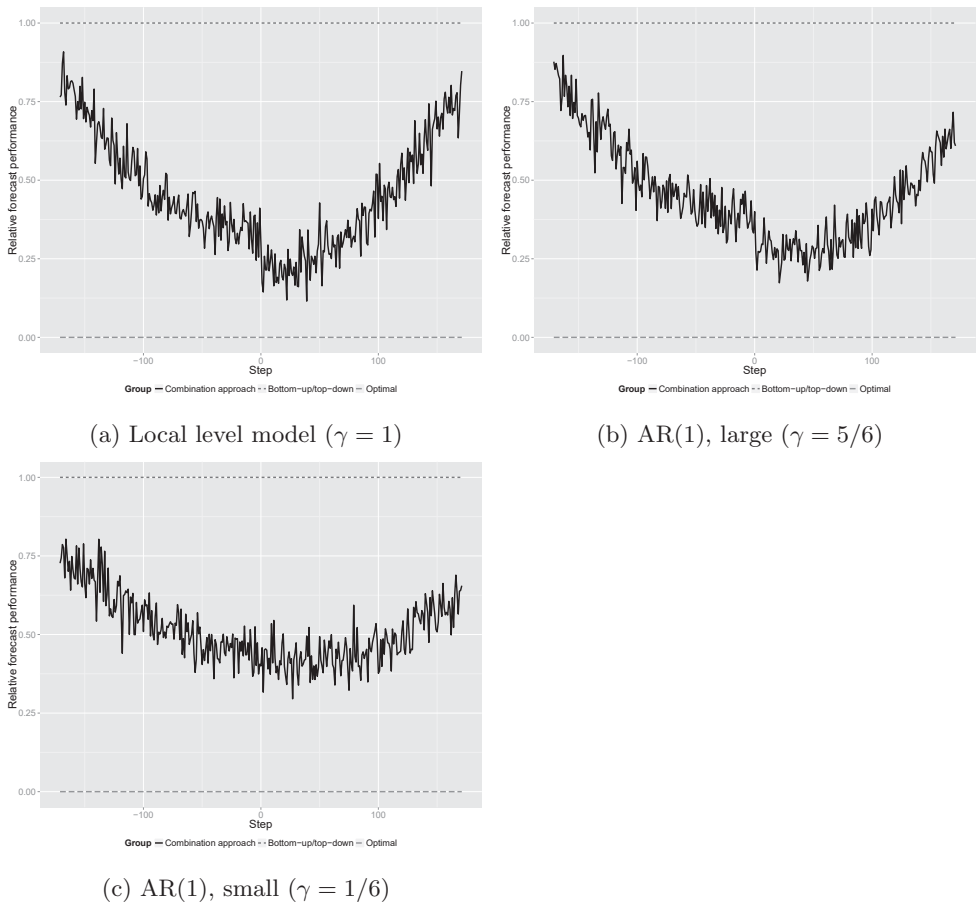 1.00
0.75
0.50
0.25
0.00
Relative forecast performance
−100
0
100
Step
Group Combination approach Bottom−up/top−down Optimal
(a) Local level model (γ = 1)
1.00
0.75
0.50
0.25
0.00
Relative forecast performance
−100
0
100
Step
Group Combination approach Bottom−up/top−down Optimal
(b) AR(1), large (γ = 5/6)
1.00
0.75
0.50
0.25
0.00
Relative forecast performance
−100
0
100
Step
Group Combination approach Bottom−up/top−down Optimal
(c) AR(1), small (γ = 1/6)